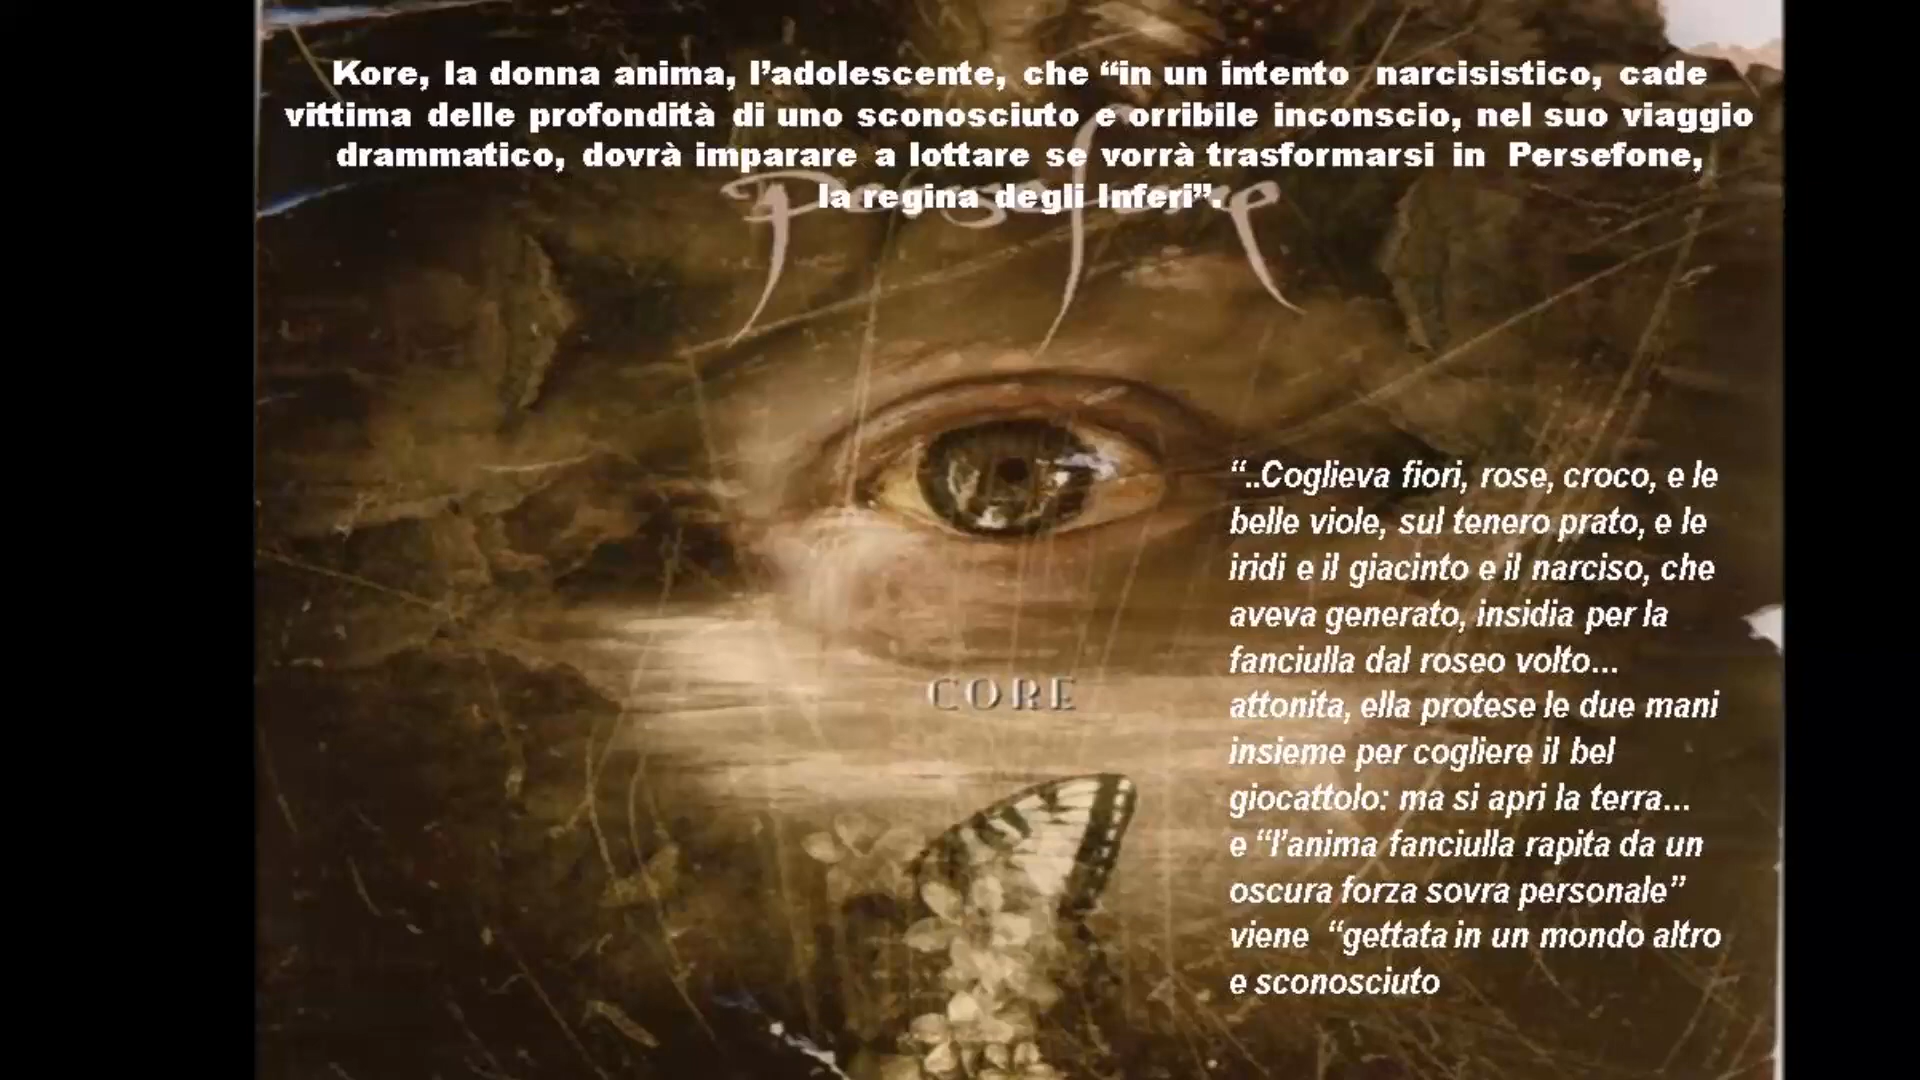 Kore, la donna anima, l’adolescente, che “in un intento narcisistico, cade
vittima delle profondità di uno sconosciuto e orribile inconscio, nel suo viaggio
drammatico, dovrà imparare a lottare se vorrà trasformarsi in Persefone,
la regina degli Inferi”.
persefone
“..Coglieva fiori, rose, croco, e le
belle viole, sul tenero prato, e le
iridi e il giacinto e il narciso, che
aveva generato, insidia per la
fanciulla dal roseo volto...
attonita, ella protese le due mani
insieme per cogliere il bel
giocattolo: ma si apri la terra...
e “l’anima fanciulla rapita da un
oscura forza sovra personale”
viene “gettata in un mondo altro
e sconosciuto
CORE